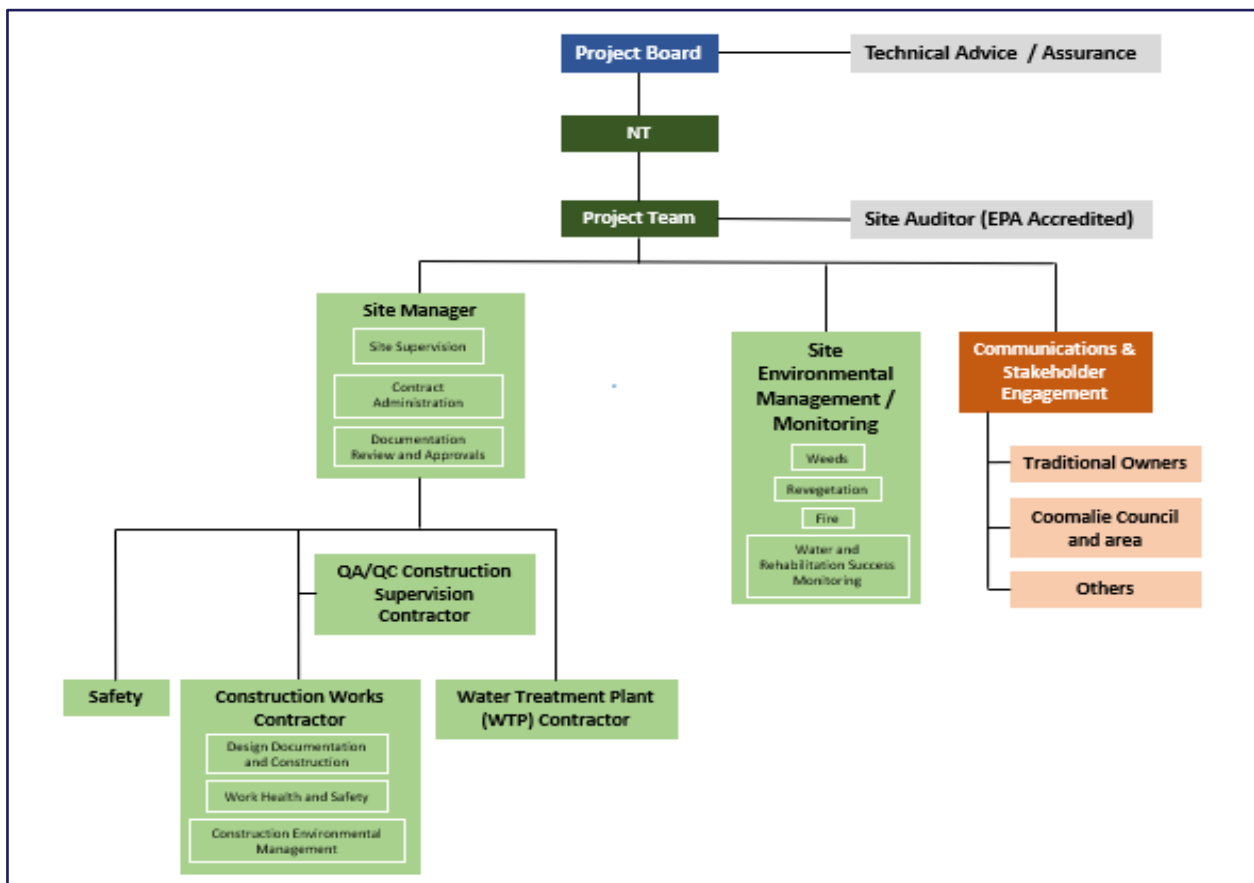 Project Board
Technical Advice / Assurance
NT
Project Team
Site Auditor (EPA Accredited)
Site Manager
Site Supervision
Contract
Administration
Documentation
Review and Approvals
Site
Environmental
Management /
Monitoring
Weeds
Revegetation
Fire
Water and
Rehabilitation Success
Monitoring
Communications &
Stakeholder
Engagement
Traditional Owners
Coomalie Council
and area
Others
QA/QC Construction
Supervision
Contractor
Safety
Construction Works
Contractor
Design Documentation
and Construction
Work Health and Safety
Construction Environmental
Management
Water Treatment Plant
(WTP) Contractor